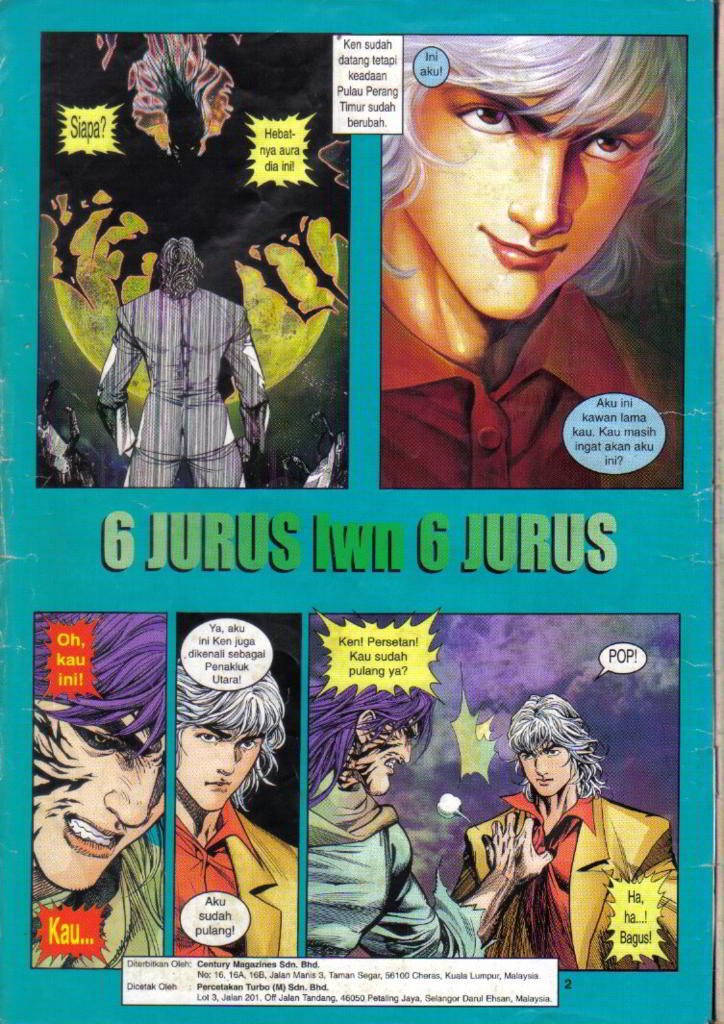 Siapa?
Hebat-
nya aura
dia ini!
Ken sudah
datang tetapi
keadaan
Pulau Perang
Timur sudah
berubah.
Ini
aku!
Aku ini
kawan lama
kau. Kau masih
ingat akan aku
ini?
6 JURUS lwn 6 JURUS
Oh,
kau
ini!
Kau...
Ya, aku
ini Ken juga
dikenali sebagai
Penakluk
Utara!
Aku
sudah
pulang!
Ken! Persetan!
Kau sudah
pulang ya?
POP!
Ha,
ha...!
Bagus!
Diterbitkan Oleh: Century Magazines Sdn. Bhd.
No: 16, 16A, 16B, Jalan Manis 3, Taman Segar, 56100 Cheras, Kuala Lumpur, Malaysia.
Dicetak Oleh : Percetakan Turbo (M) Sdn. Bhd.
Lot 3, Jalan 201, Off Jalan Tandang, 46050 Petaling Jaya, Selangor Darul Ehsan, Malaysia.
2